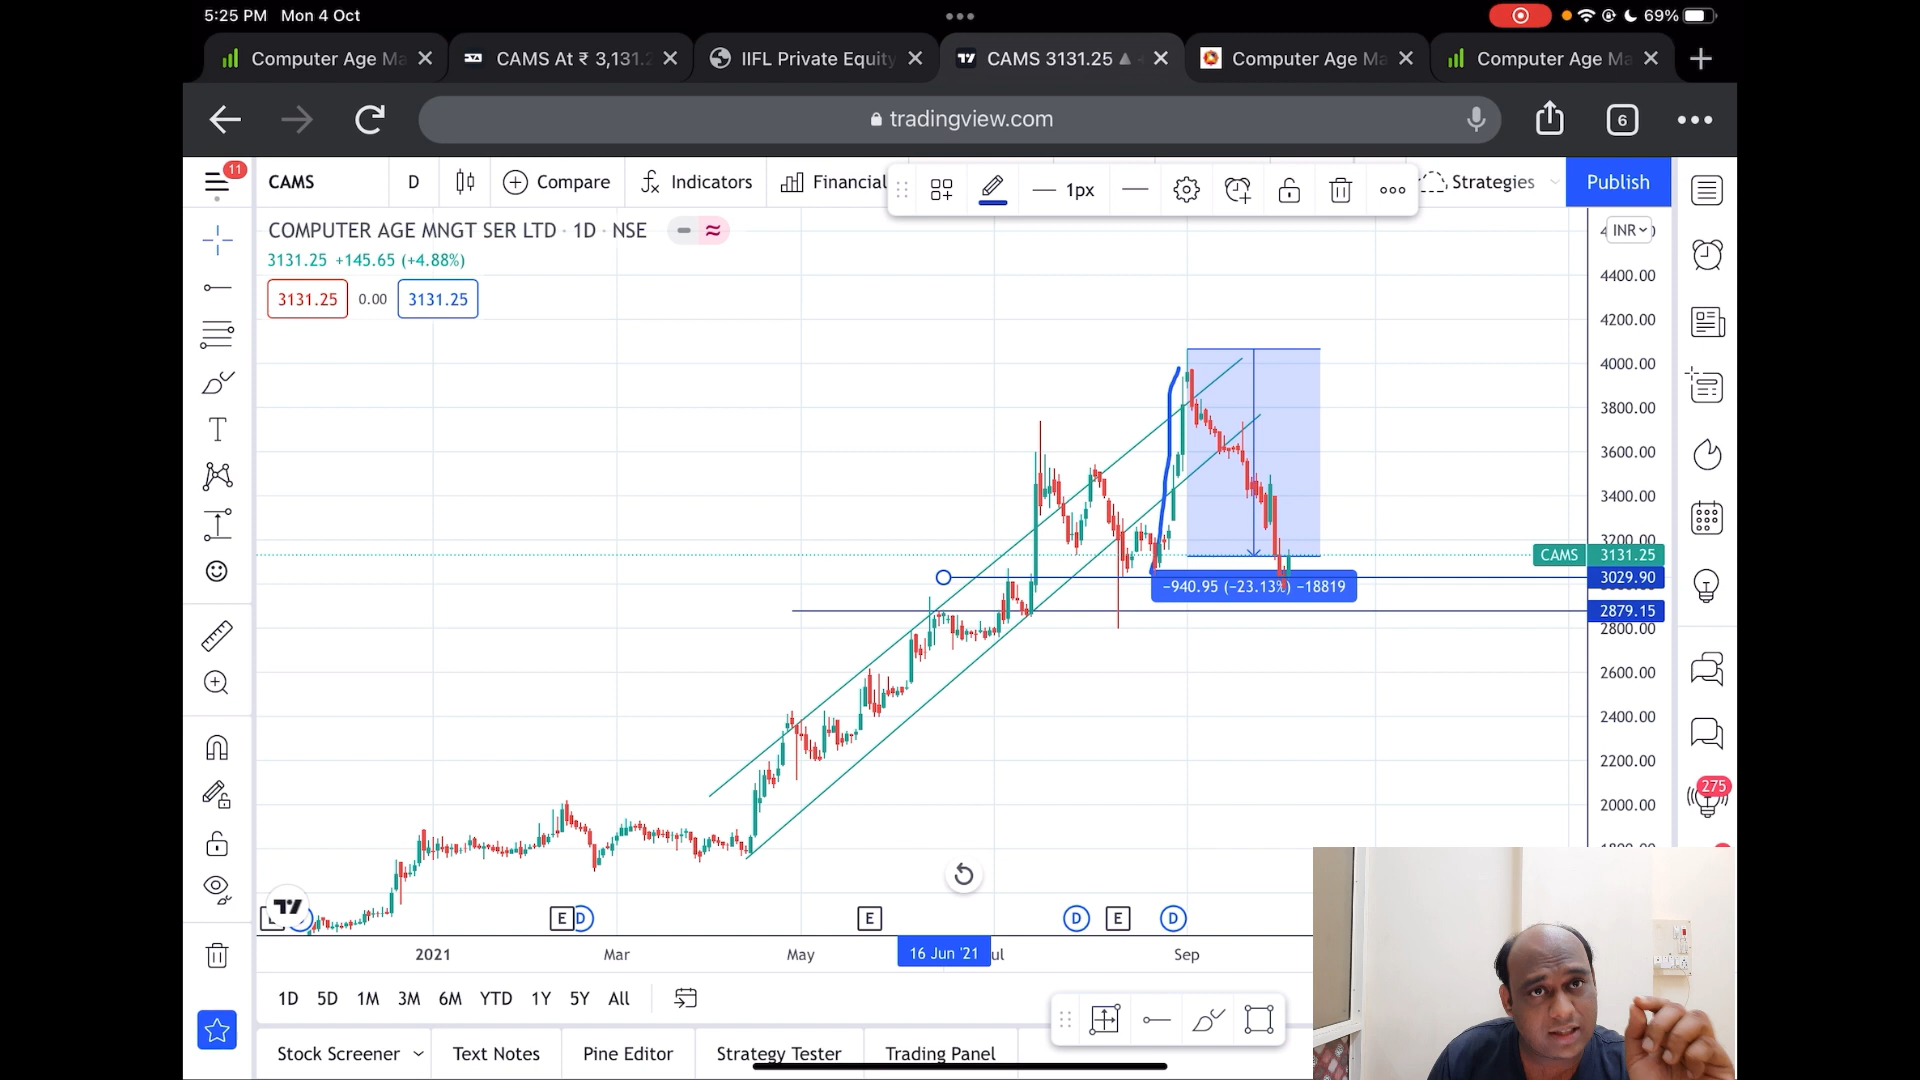 5:25 PM Mon 4 Oct
69%
Computer Age Ma
CAMS At ₹ 3,131.2
IIFL Private Equity
CAMS 3131.25 ▲
Computer Age Ma
Computer Age Ma
tradingview.com
6
11
CAMS
D
Compare
Indicators
Financial
1px
Strategies
Publish
COMPUTER AGE MNGT SER LTD · 1D · NSE
INR
3131.25 +145.65 (+4.88%)
3131.25
0.00
3131.25
4400.00
4200.00
4000.00
3800.00
3600.00
3400.00
3200.00
CAMS 3131.25
3029.90
−940.95 (−23.13%) −18819
2879.15
2800.00
2600.00
2400.00
2200.00
2000.00
275
E D E D E D
2021
Mar
May
16 Jun '21
ul
Sep
1D 5D 1M 3M 6M YTD 1Y 5Y All
Stock Screener
Text Notes
Pine Editor
Strategy Tester
Trading Panel